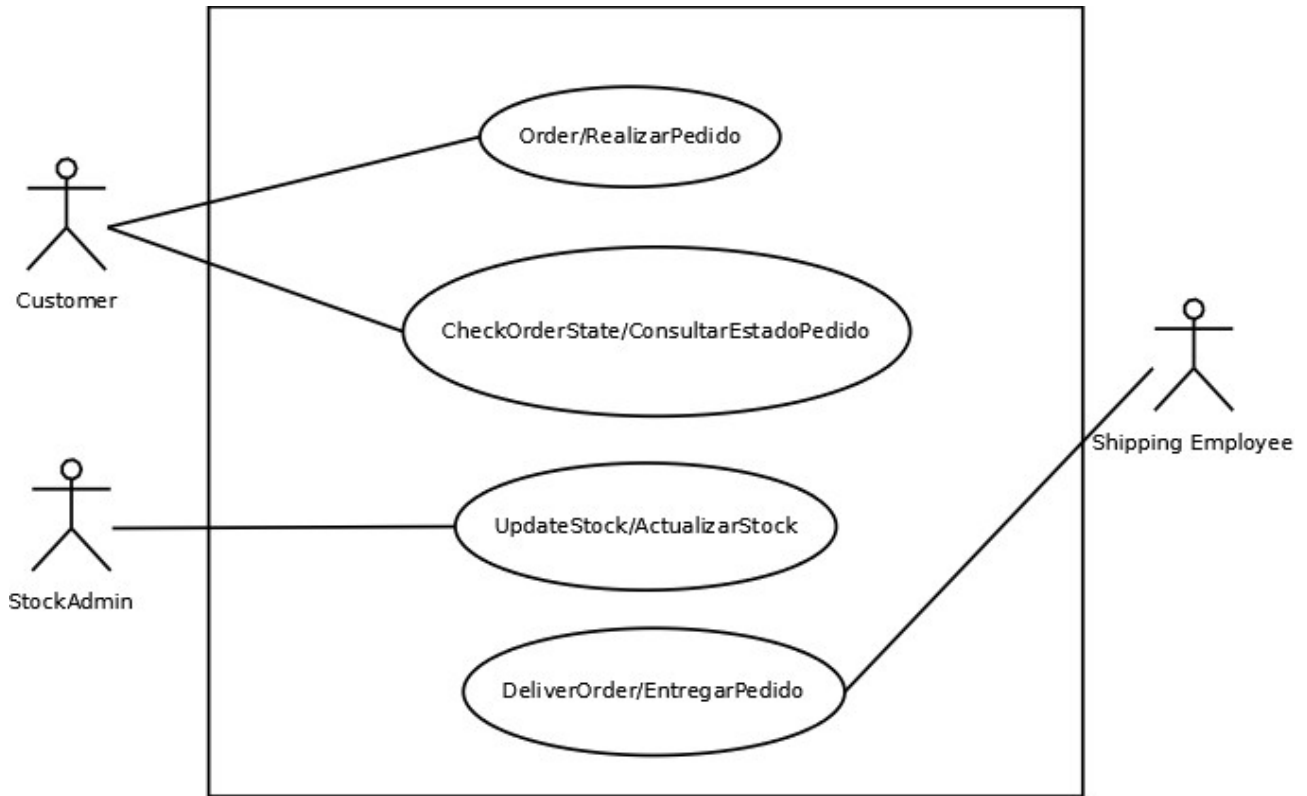 Order/RealizarPedido
Customer
CheckOrderState/ConsultarEstadoPedido
Shipping Employee
UpdateStock/ActualizarStock
StockAdmin
DeliverOrder/EntregarPedido